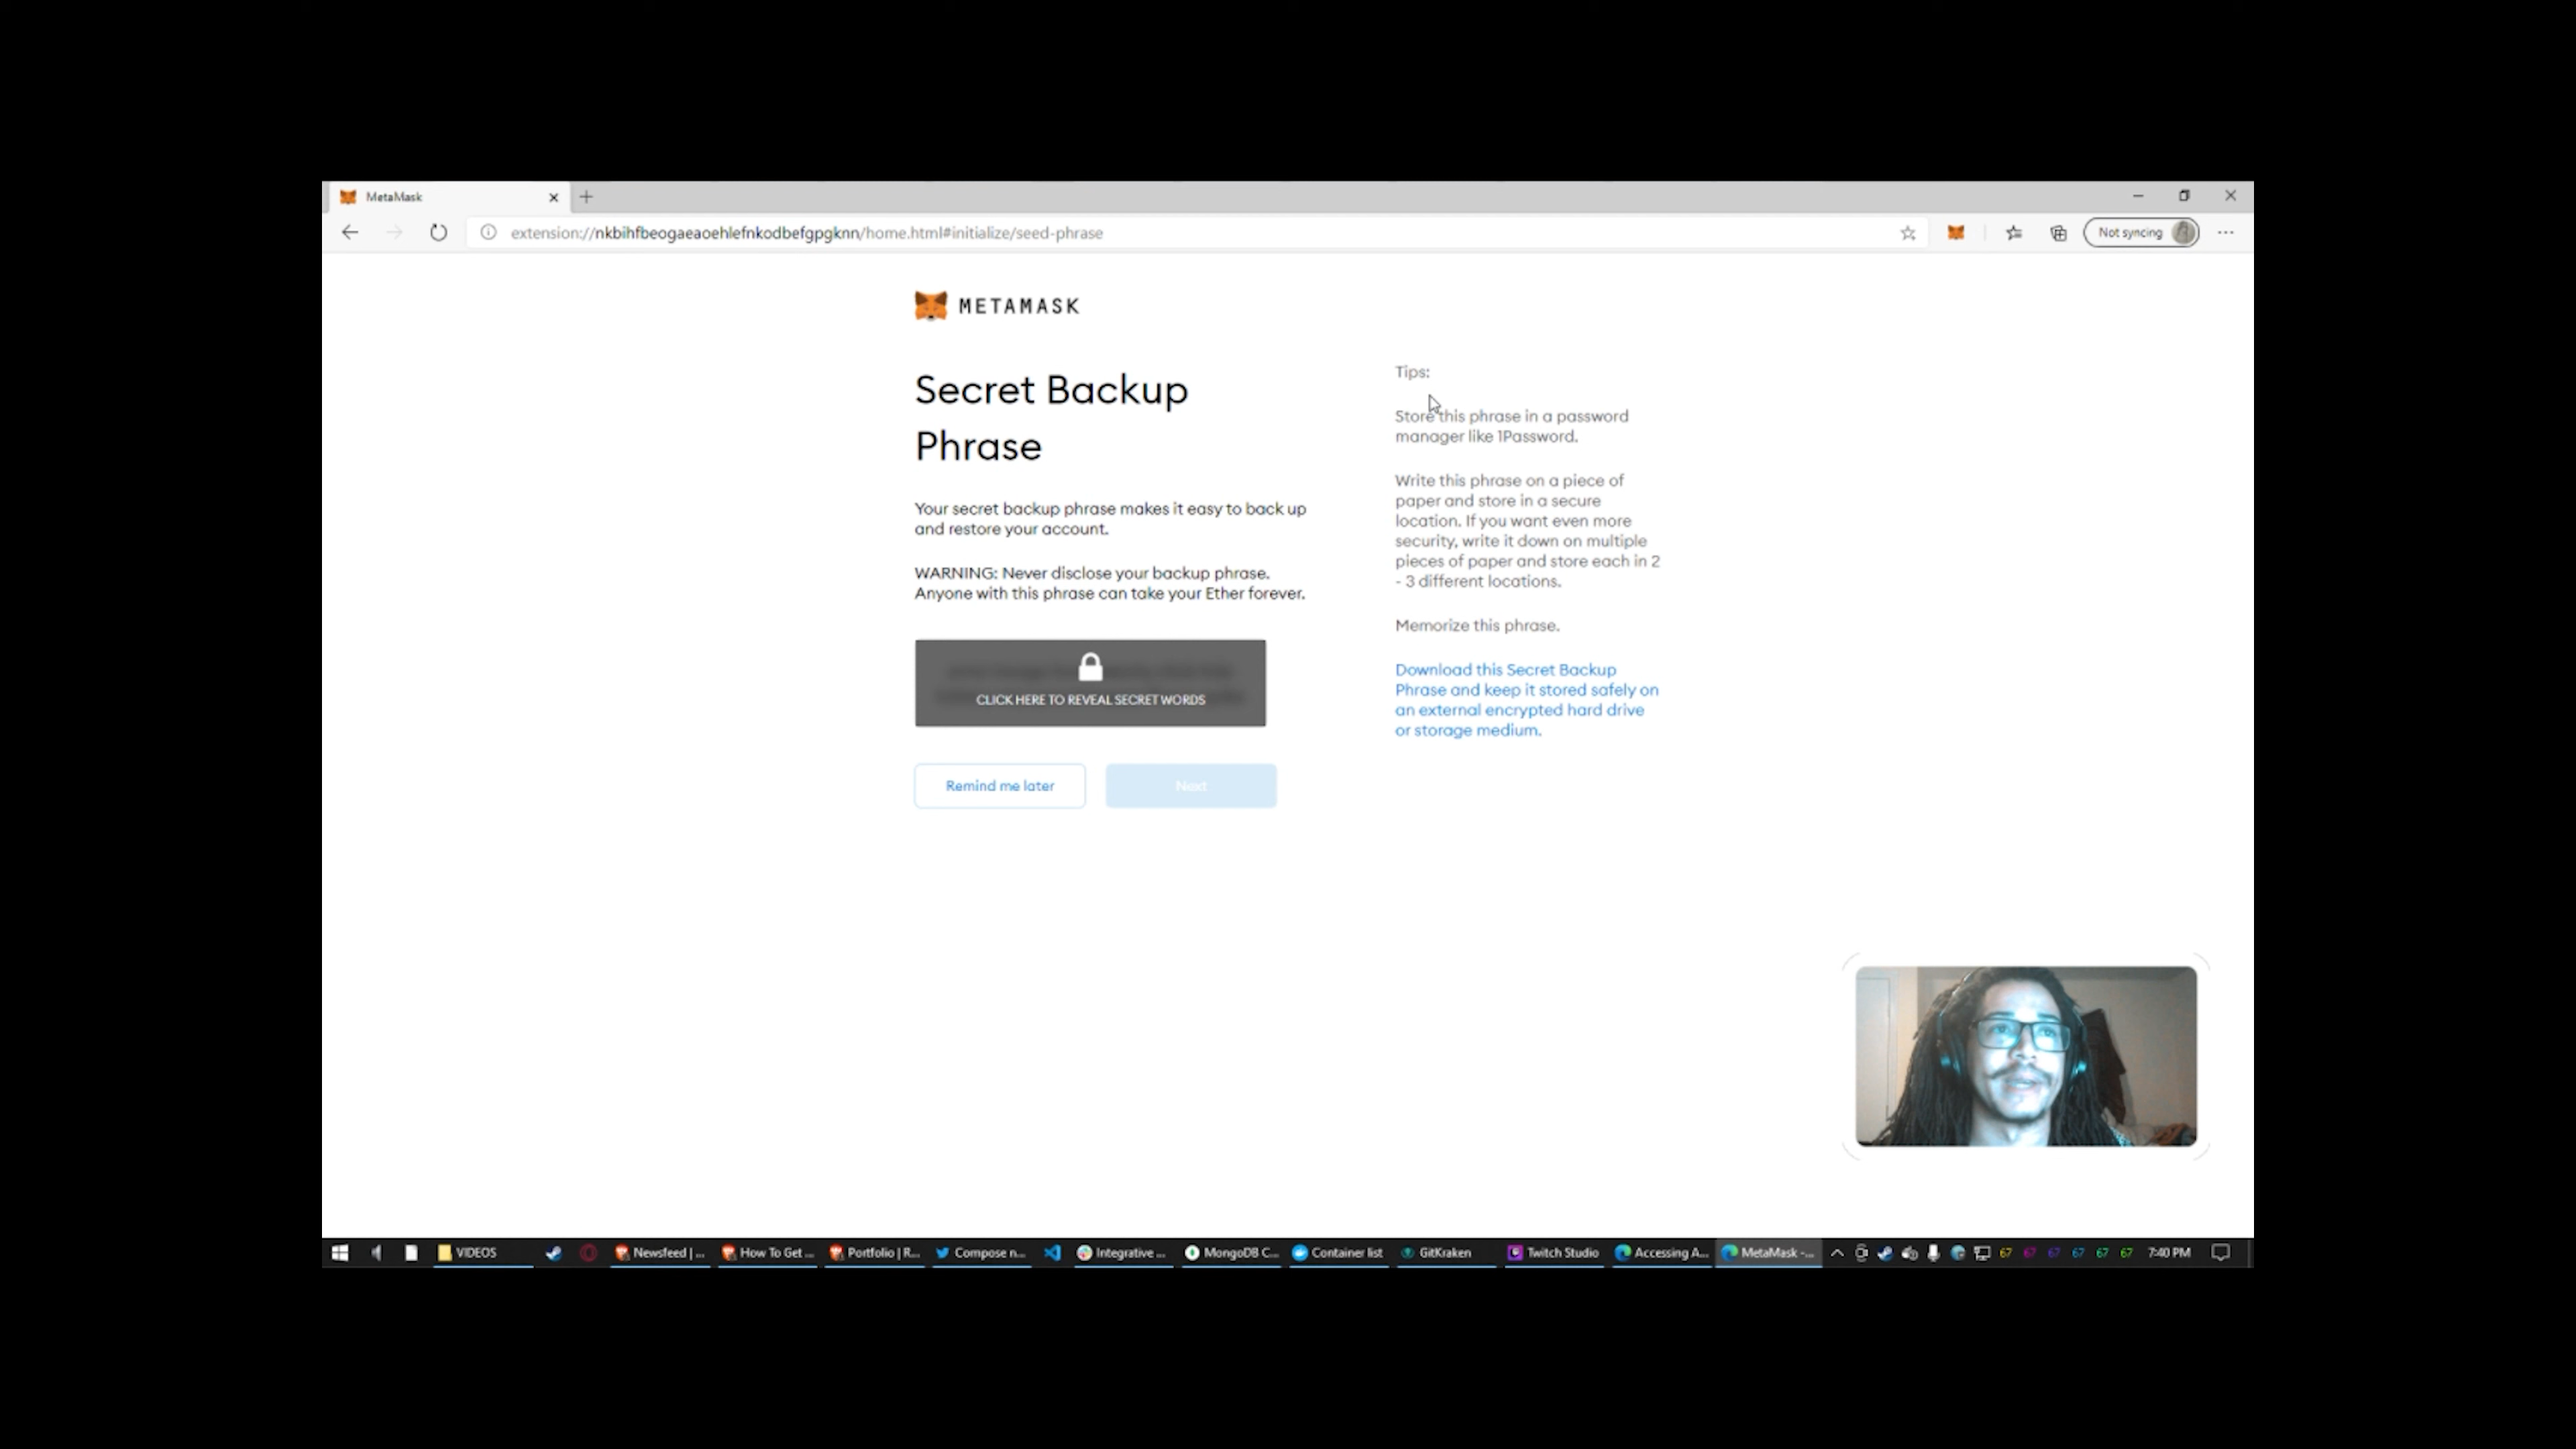 MetaMask
extension://nkbihfbeogaeaoehlefnkodbefgpgknn/home.html#initialize/seed-phrase
Not syncing
METAMASK
Secret Backup
Phrase
Your secret backup phrase makes it easy to back up
and restore your account.
WARNING: Never disclose your backup phrase.
Anyone with this phrase can take your Ether forever.
CLICK HERE TO REVEAL SECRET WORDS
Remind me later
Next
Tips:
Store this phrase in a password
manager like 1Password.
Write this phrase on a piece of
paper and store in a secure
location. If you want even more
security, write it down on multiple
pieces of paper and store each in 2
- 3 different locations.
Memorize this phrase.
Download this Secret Backup
Phrase and keep it stored safely on
an external encrypted hard drive
or storage medium.
VIDEOS
Newsfeed | ...
How To Get ...
Portfolio | R...
Compose n...
Integrative ...
MongoDB C...
Container list
GitKraken
Twitch Studio
Accessing A...
MetaMask -...
67 67 67 67 67 67
7:40 PM